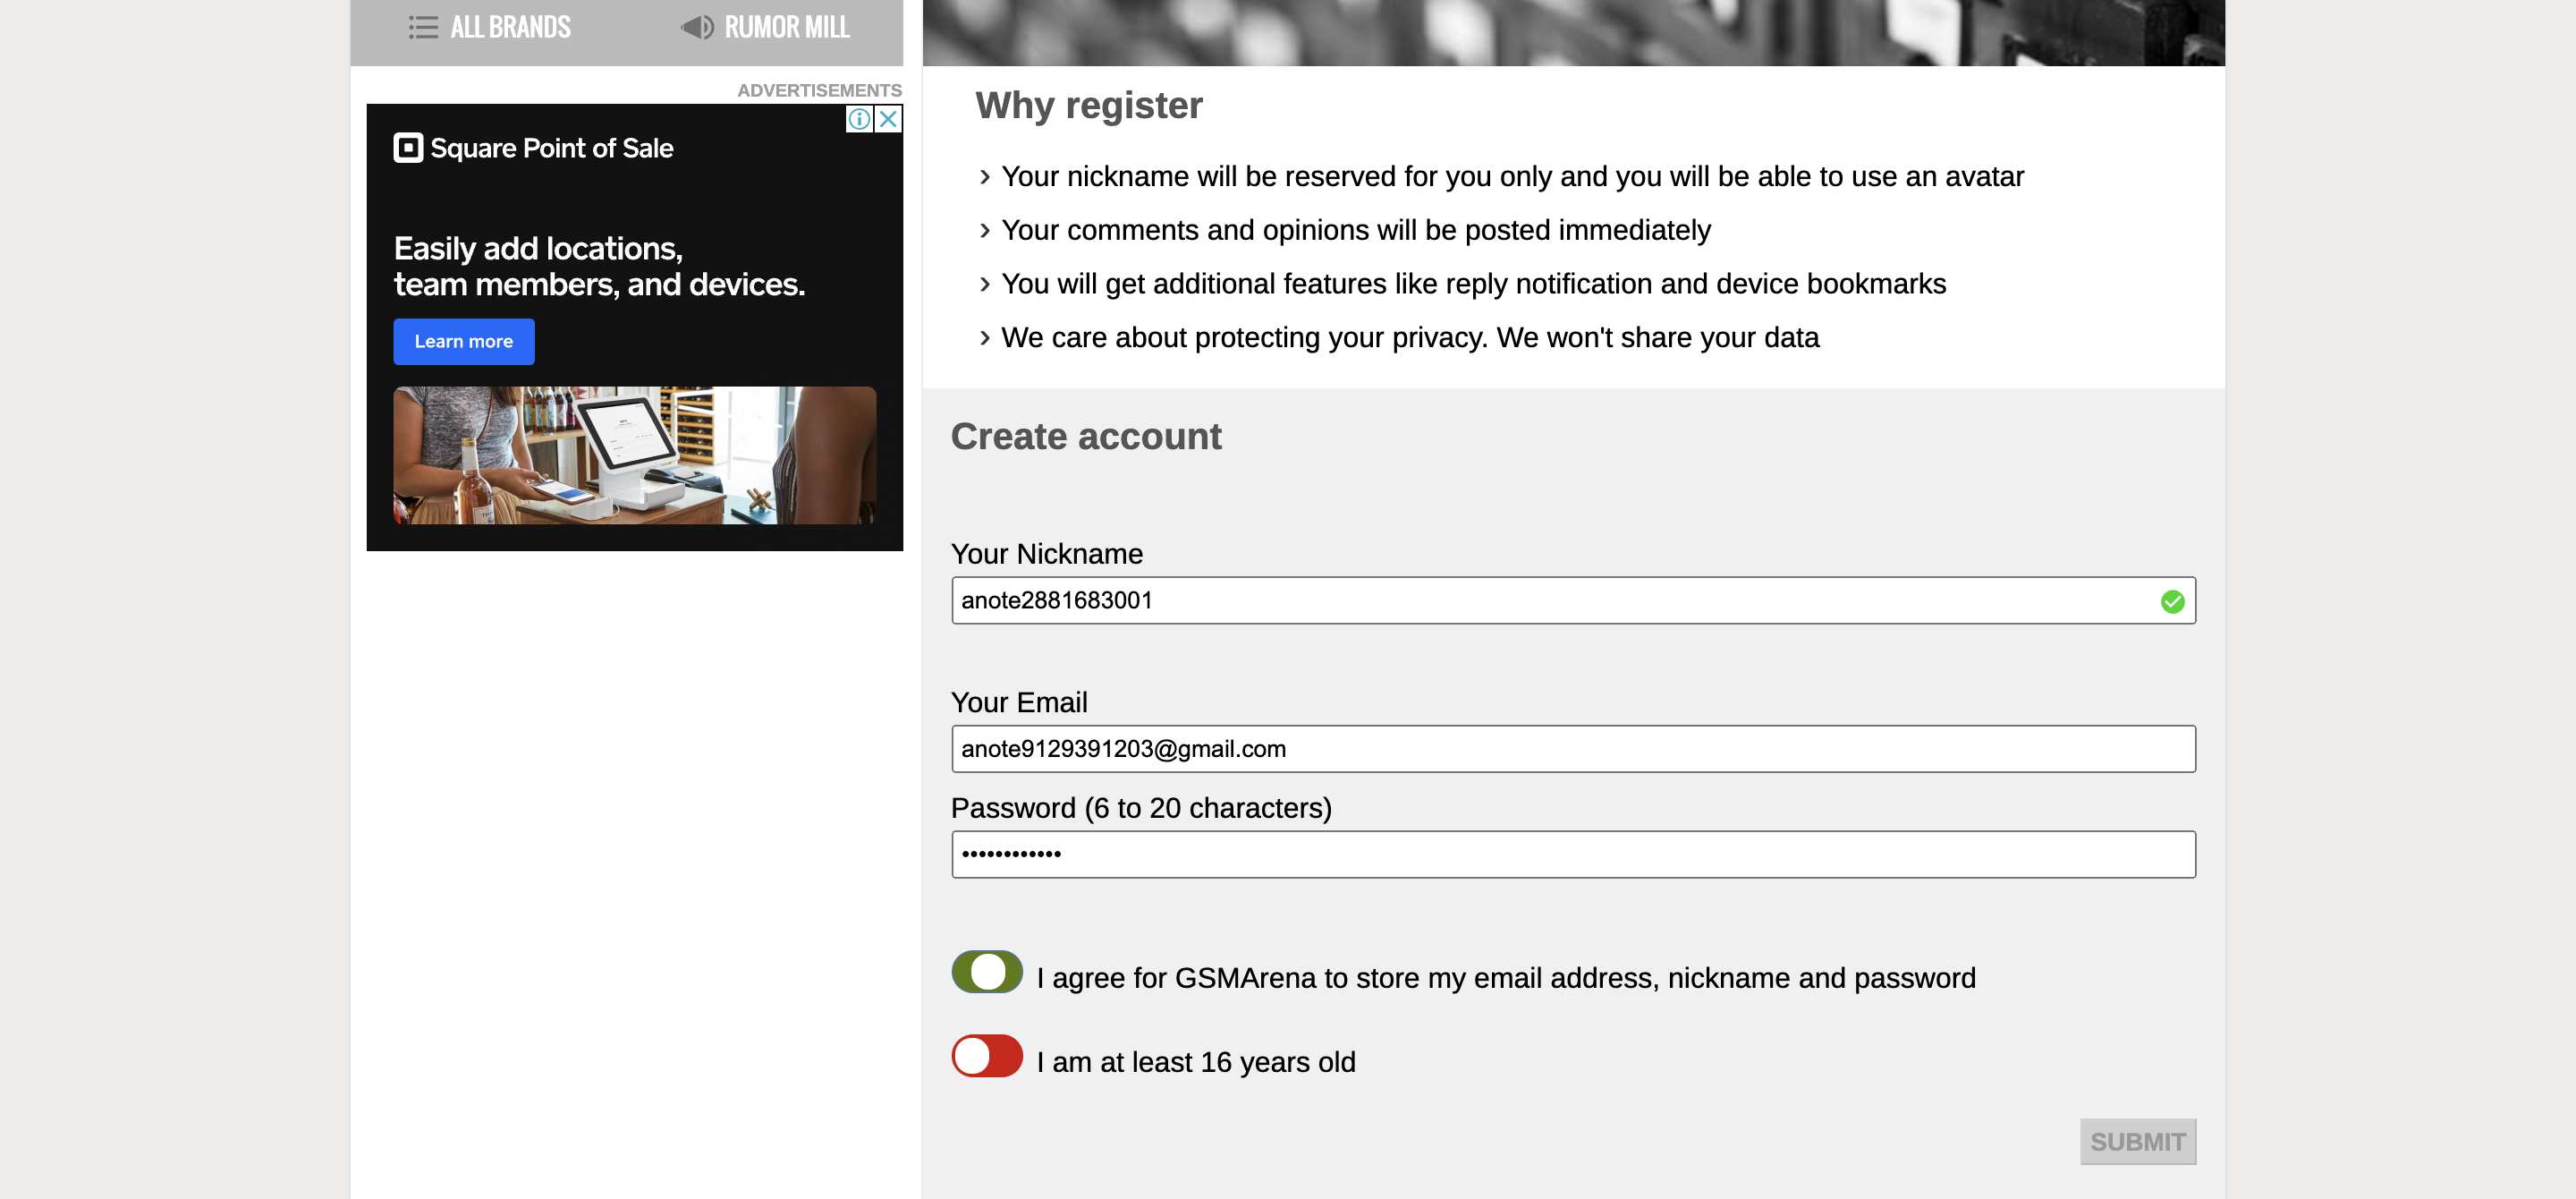 ALL BRANDS
RUMOR MILL
ADVERTISEMENTS
Square Point of Sale
Easily add locations,
team members, and devices.
Learn more
Why register
Your nickname will be reserved for you only and you will be able to use an avatar
Your comments and opinions will be posted immediately
You will get additional features like reply notification and device bookmarks
We care about protecting your privacy. We won't share your data
Create account
Your Nickname
anote2881683001
Your Email
anote9129391203@gmail.com
Password (6 to 20 characters)
••••••••••••
I agree for GSMArena to store my email address, nickname and password
I am at least 16 years old
SUBMIT